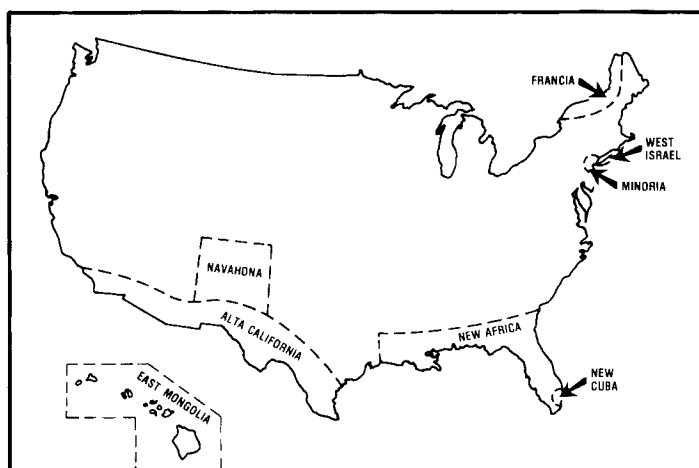 FRANCIA
WEST
ISRAEL
MINORIA
NAVAHONA
ALTA CALIFORNIA
NEW AFRICA
EAST MONGOLIA
NEW
CUBA